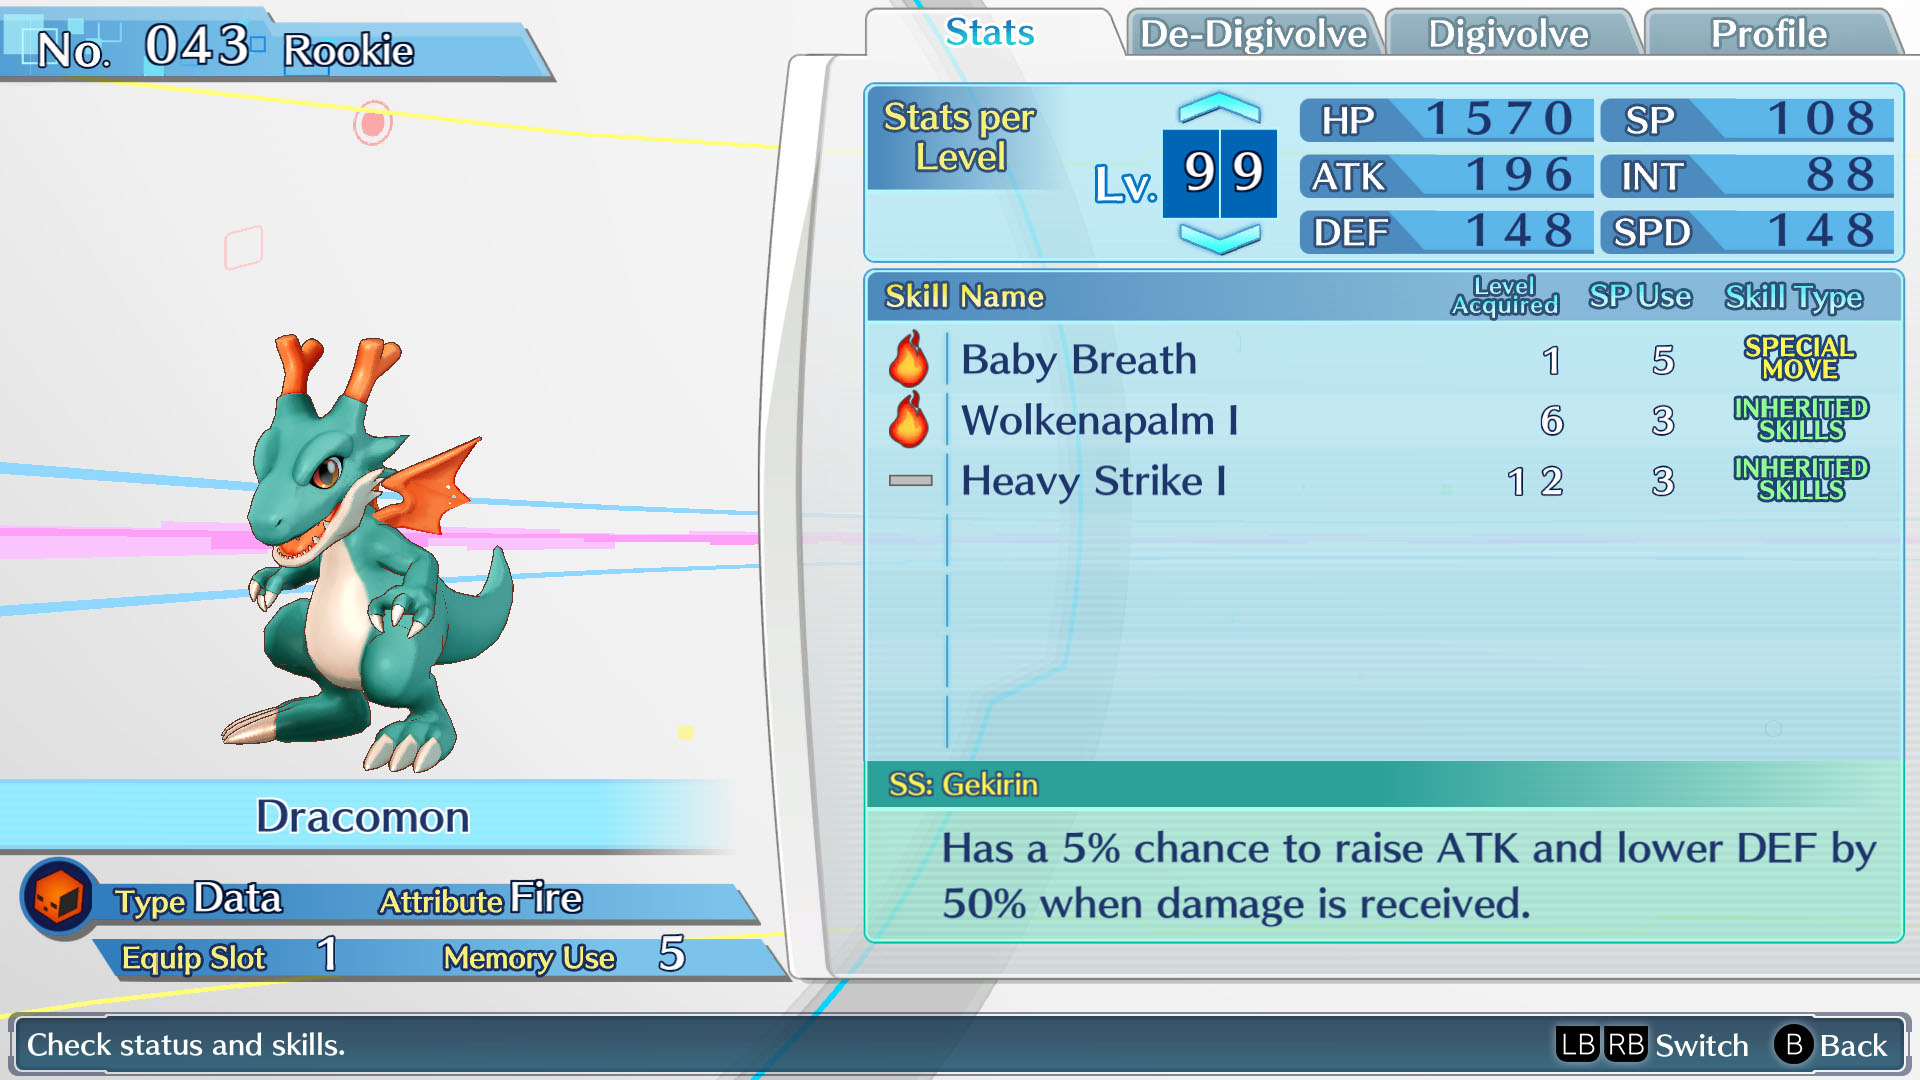 No. 043 Rookie
Stats
De-Digivolve
Digivolve
Profile
Stats per
Level
Lv. 99
HP 1570
SP 108
ATK 196
INT 88
DEF 148
SPD 148
Skill Name
Level
Acquired
SP Use
Skill Type
Baby Breath 1 5 SPECIAL
MOVE
Wolkenapalm I 6 3 INHERITED
SKILLS
Heavy Strike I 12 3 INHERITED
SKILLS
SS: Gekirin
Has a 5% chance to raise ATK and lower DEF by
50% when damage is received.
Dracomon
Type Data Attribute Fire
Equip Slot 1 Memory Use 5
Check status and skills.
LB RB Switch B Back